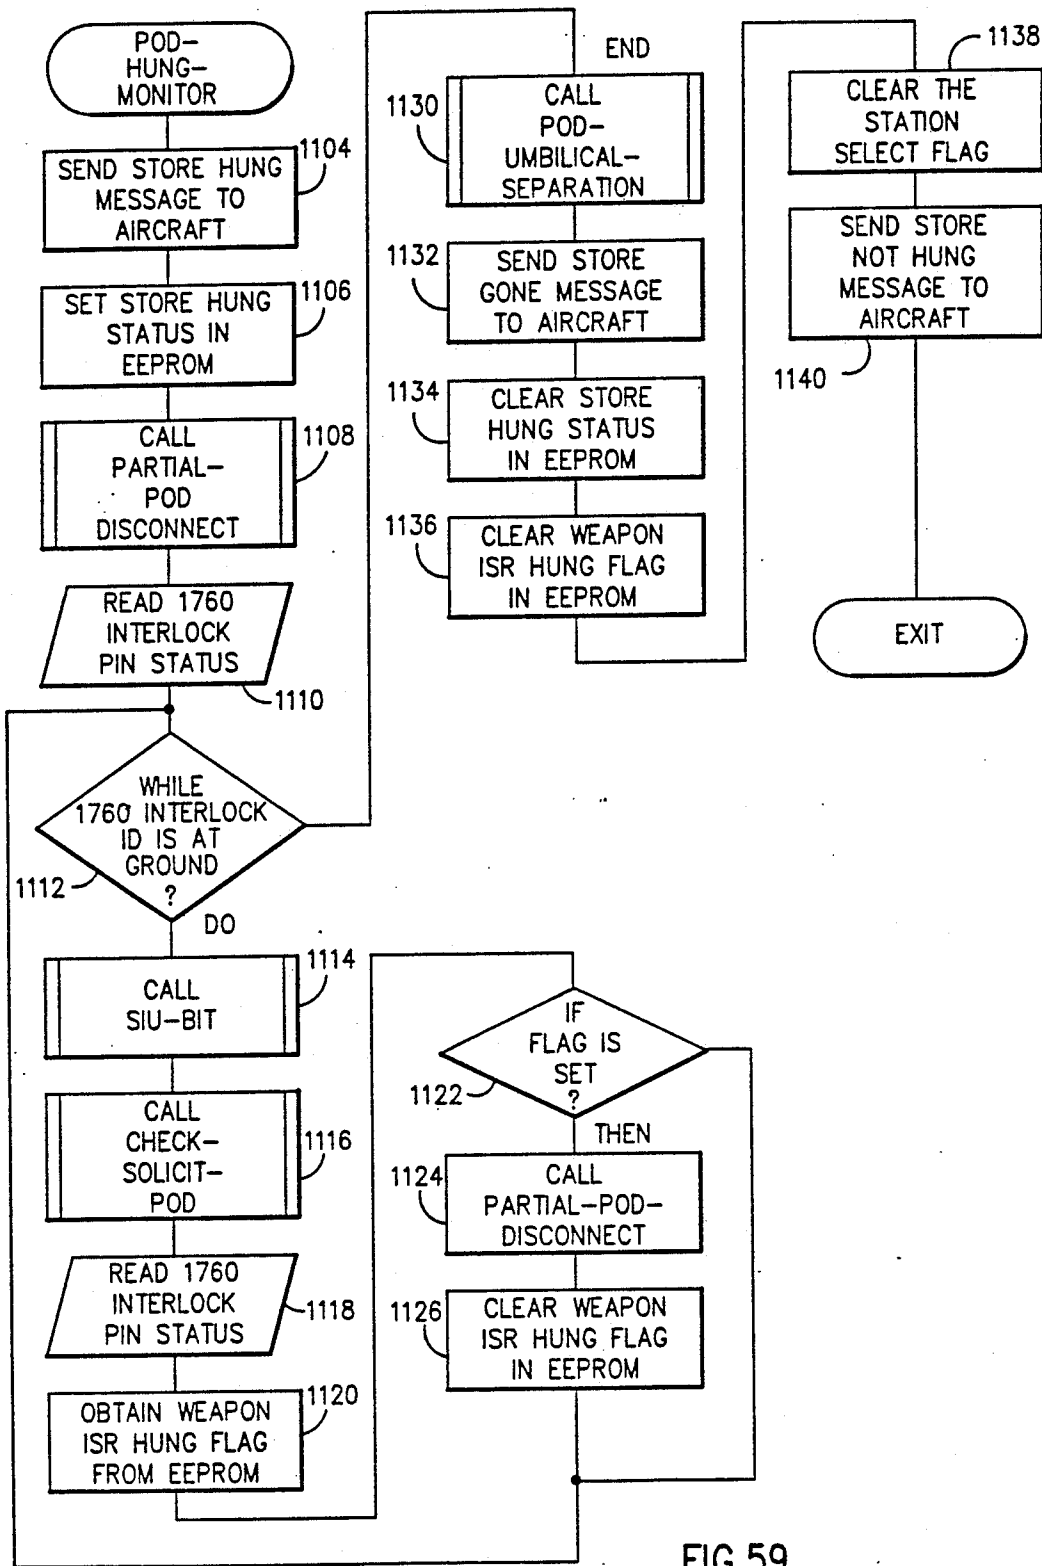 POD-
HUNG-
MONITOR
1104
SEND STORE HUNG
MESSAGE TO
AIRCRAFT
1106
SET STORE HUNG
STATUS IN
EEPROM
1108
CALL
PARTIAL-
POD
DISCONNECT
READ 1760
INTERLOCK
PIN STATUS
1110
WHILE
1760 INTERLOCK
ID IS AT
GROUND
?
1112
DO
1114
CALL
SIU-BIT
CALL
CHECK-
SOLICIT-
POD
1116
READ 1760
INTERLOCK
PIN STATUS
1118
1120
OBTAIN WEAPON
ISR HUNG FLAG
FROM EEPROM
IF
FLAG IS
SET
?
1122
THEN
1124
CALL
PARTIAL-POD-
DISCONNECT
1126
CLEAR WEAPON
ISR HUNG FLAG
IN EEPROM
END
1130
CALL
POD-
UMBILICAL-
SEPARATION
1132
SEND STORE
GONE MESSAGE
TO AIRCRAFT
1134
CLEAR STORE
HUNG STATUS
IN EEPROM
1136
CLEAR WEAPON
ISR HUNG FLAG
IN EEPROM
1138
CLEAR THE
STATION
SELECT FLAG
SEND STORE
NOT HUNG
MESSAGE TO
AIRCRAFT
1140
EXIT
FIG.59